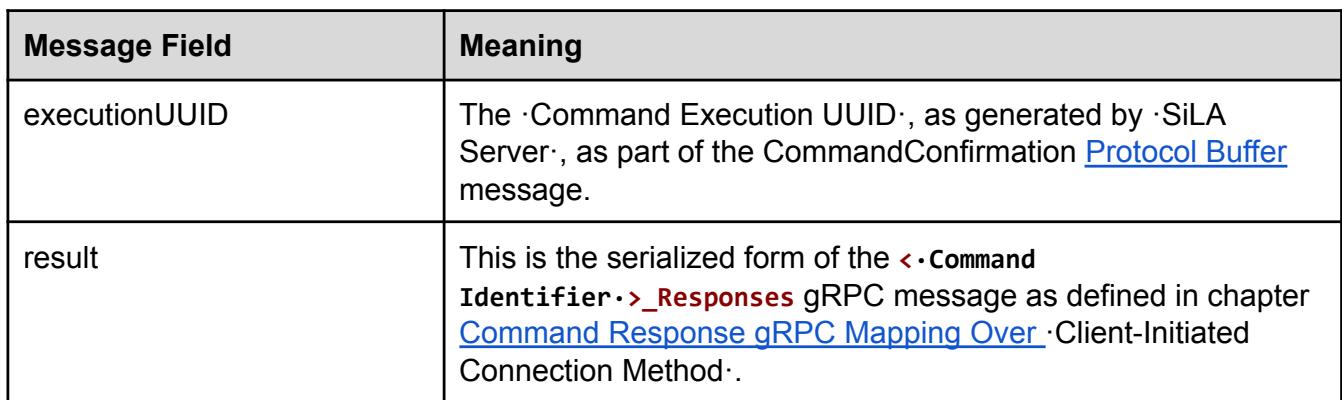 Message Field Meaning
executionUUID The ·Command Execution UUID·, as generated by ·SiLA
Server·, as part of the CommandConfirmation Protocol Buffer
message.
result This is the serialized form of the <·Command
Identifier·>_Responses gRPC message as defined in chapter
Command Response gRPC Mapping Over ·Client-Initiated
Connection Method·.